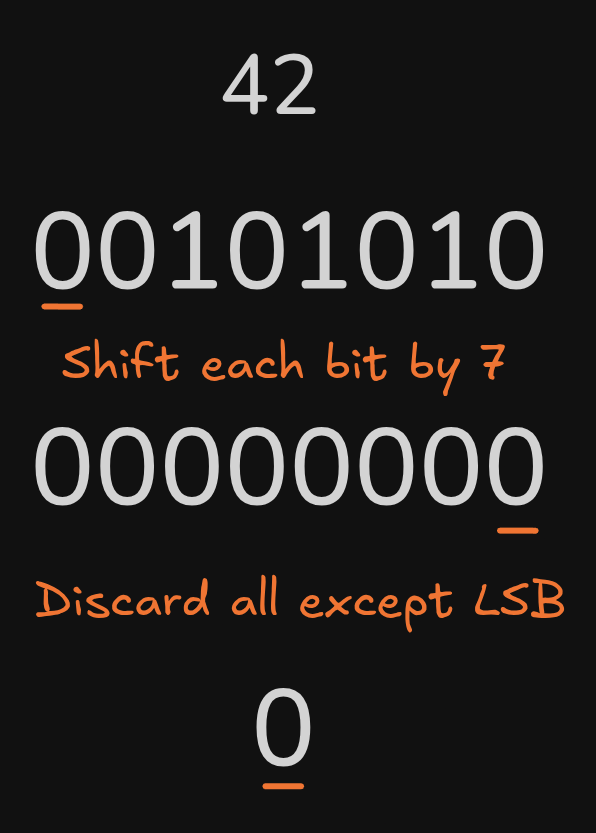 42
00101010
Shift each bit by 7
00000000
Discard all except LSB
0